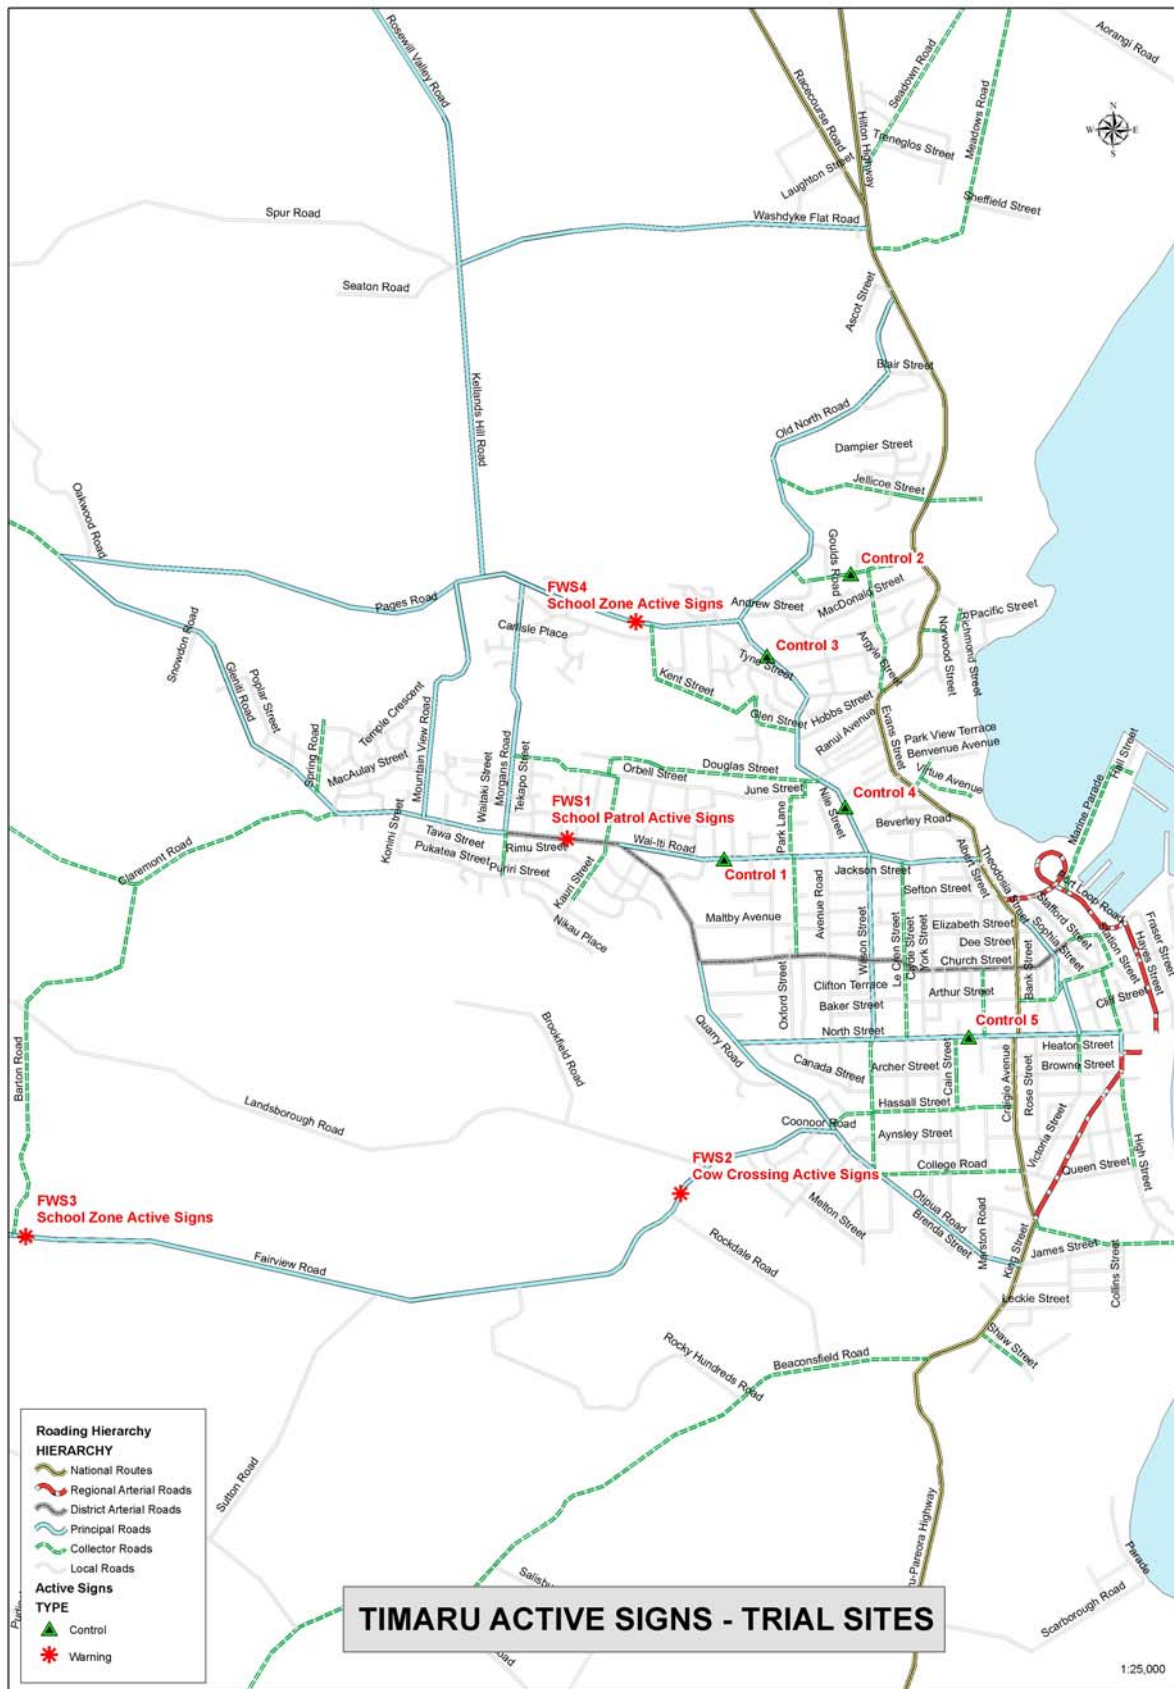 Aorangi Road
Rosewill Valley Road
Racecourse Road
Hilton Highway
Seadown Road
Meadows Road
N
W E
S
Treneglos Street
Laughton Street
Sheffield Street
Spur Road
Washdyke Flat Road
Seaton Road
Ascot Street
Blair Street
Kellands Hill Road
Old North Road
Dampier Street
Jellicoe Street
Oakwood Road
Goulds Road
Control 2
FWS4
School Zone Active Signs
Pages Road
Andrew Street
MacDonald Street
Pacific Street
Norwood Street
Richmond Street
Snowdon Road
Carlisle Place
Control 3
Tyne Street
Argyle Street
Gleniti Road
Poplar Street
Temple Crescent
Kent Street
Glen Street
Hobbs Street
Ranui Avenue
Evans Street
Park View Terrace
Benvenue Avenue
Virtue Avenue
Spring Road
MacAulay Street
Mountain View Road
Waitaki Street
Morgans Road
Tekapo Street
Orbell Street
Douglas Street
June Street
Hall Street
Marine Parade
FWS1
School Patrol Active Signs
Control 4
Nile Street
Park Lane
Beverley Road
Konini Street
Tawa Street
Pukatea Street
Rimu Street
Puriri Street
Wai-Iti Road
Control 1
Jackson Street
Albert Street
Theodosia Street
Claremont Road
Kauri Street
Nikau Place
Sefton Street
Port Loop Road
Maltby Avenue
Avenue Road
Wilson Street
Le Cren Street
Clyde Street
York Street
Elizabeth Street
Dee Street
Church Street
Stafford Street
Sophia Street
Station Street
Fraser Street
Hayes Street
Bank Street
Clifton Terrace
Arthur Street
Cliff Street
Baker Street
Oxford Street
Control 5
North Street
Heaton Street
Barton Road
Brookfield Road
Quarry Road
Canada Street
Archer Street
Cain Street
Craigie Avenue
Rose Street
Browne Street
Landsborough Road
Hassall Street
Coonoor Road
Aynsley Street
Victoria Street
High Street
FWS2
Cow Crossing Active Signs
College Road
Queen Street
FWS3
School Zone Active Signs
Melton Street
Otipua Road
Brenda Street
Marston Road
King Street
James Street
Collins Street
Rockdale Road
Fairview Road
Leckie Street
Shaw Street
Rocky Hundreds Road
Beaconsfield Road
Roading Hierarchy
HIERARCHY
National Routes
Regional Arterial Roads
District Arterial Roads
Principal Roads
Collector Roads
Local Roads
Active Signs
TYPE
Control
Warning
Sutton Road
ru-Pareora Highway
Parade
Scarborough Road
TIMARU ACTIVE SIGNS - TRIAL SITES
1:25,000